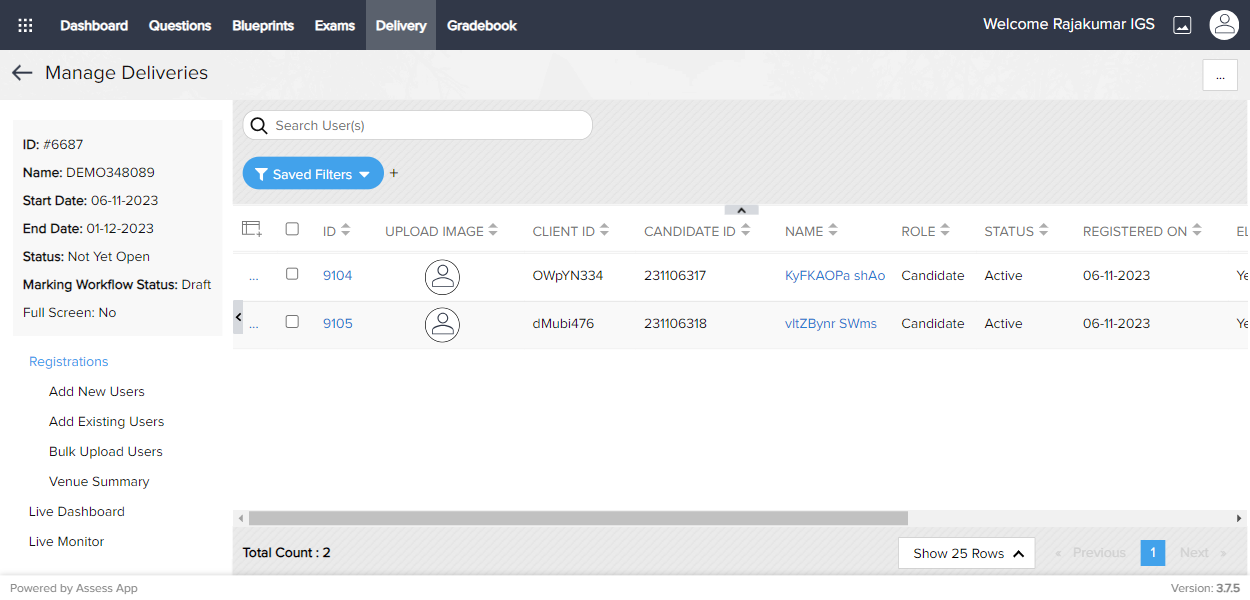 Dashboard Questions Blueprints Exams Delivery Gradebook Welcome Rajakumar IGS
Manage Deliveries ...
ID: #6687
Name: DEMO348089
Start Date: 06-11-2023
End Date: 01-12-2023
Status: Not Yet Open
Marking Workflow Status: Draft
Full Screen: No
Registrations
Add New Users
Add Existing Users
Bulk Upload Users
Venue Summary
Live Dashboard
Live Monitor
Search User(s)
Saved Filters +
ID UPLOAD IMAGE CLIENT ID CANDIDATE ID NAME ROLE STATUS REGISTERED ON EL
... 9104 OWpYN334 231106317 KyFKAOPa shAo Candidate Active 06-11-2023 Ye
... 9105 dMubi476 231106318 vltZBynr SWms Candidate Active 06-11-2023 Ye
Total Count : 2 Show 25 Rows « Previous 1 Next »
Powered by Assess App Version: 3.7.5